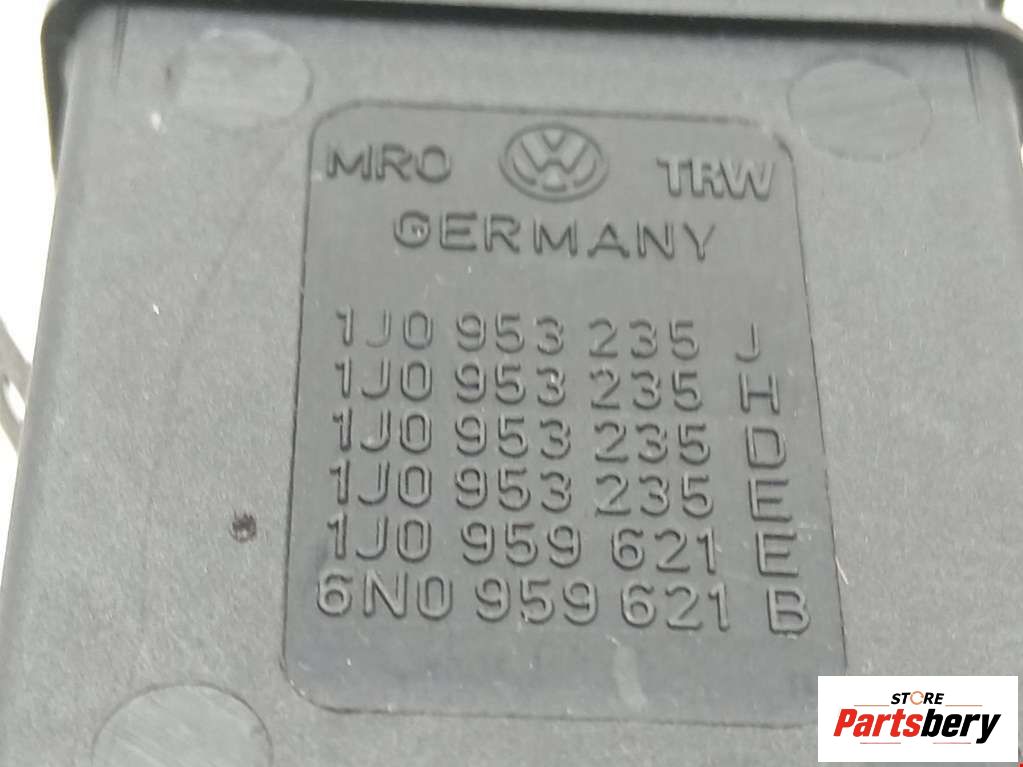 MRO VW TRW
GERMANY
1J0 953 235 J
1J0 953 235 H
1J0 953 235 D
1J0 953 235 E
1J0 959 621 E
6N0 959 621 B
STORE
Partsbery